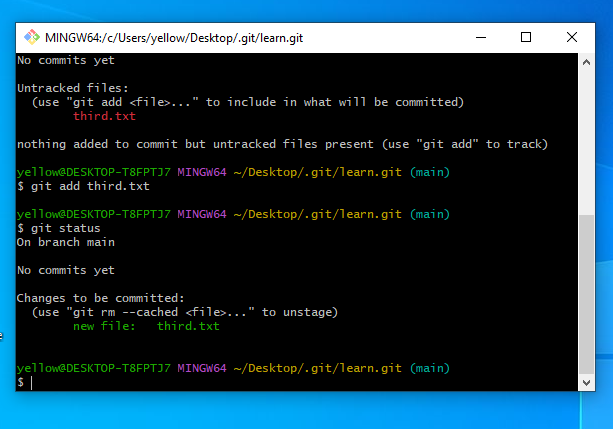 MINGW64:/c/Users/yellow/Desktop/.git/learn.git
No commits yet
Untracked files:
(use "git add <file>..." to include in what will be committed)
third.txt
nothing added to commit but untracked files present (use "git add" to track)
yellow@DESKTOP-T8FPTJ7 MINGW64 ~/Desktop/.git/learn.git (main)
$ git add third.txt
yellow@DESKTOP-T8FPTJ7 MINGW64 ~/Desktop/.git/learn.git (main)
$ git status
On branch main
No commits yet
Changes to be committed:
(use "git rm --cached <file>..." to unstage)
new file:   third.txt
yellow@DESKTOP-T8FPTJ7 MINGW64 ~/Desktop/.git/learn.git (main)
$